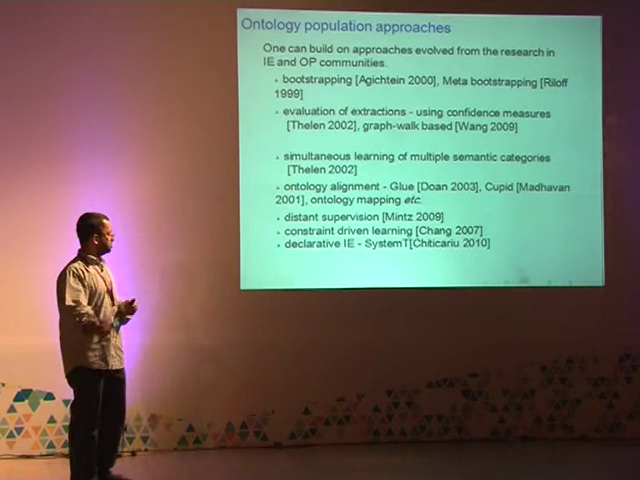 Ontology population approaches
One can build on approaches evolved from the research in
IE and OP communities.
• bootstrapping [Agichtein 2000], Meta bootstrapping [Riloff
1999]
• evaluation of extractions - using confidence measures
[Thelen 2002], graph-walk based [Wang 2009]
• simultaneous learning of multiple semantic categories
[Thelen 2002]
• ontology alignment - Glue [Doan 2003], Cupid [Madhavan
2001], ontology mapping etc.
• distant supervision [Mintz 2009]
• constraint driven learning [Chang 2007]
• declarative IE - SystemT[Chiticariu 2010]